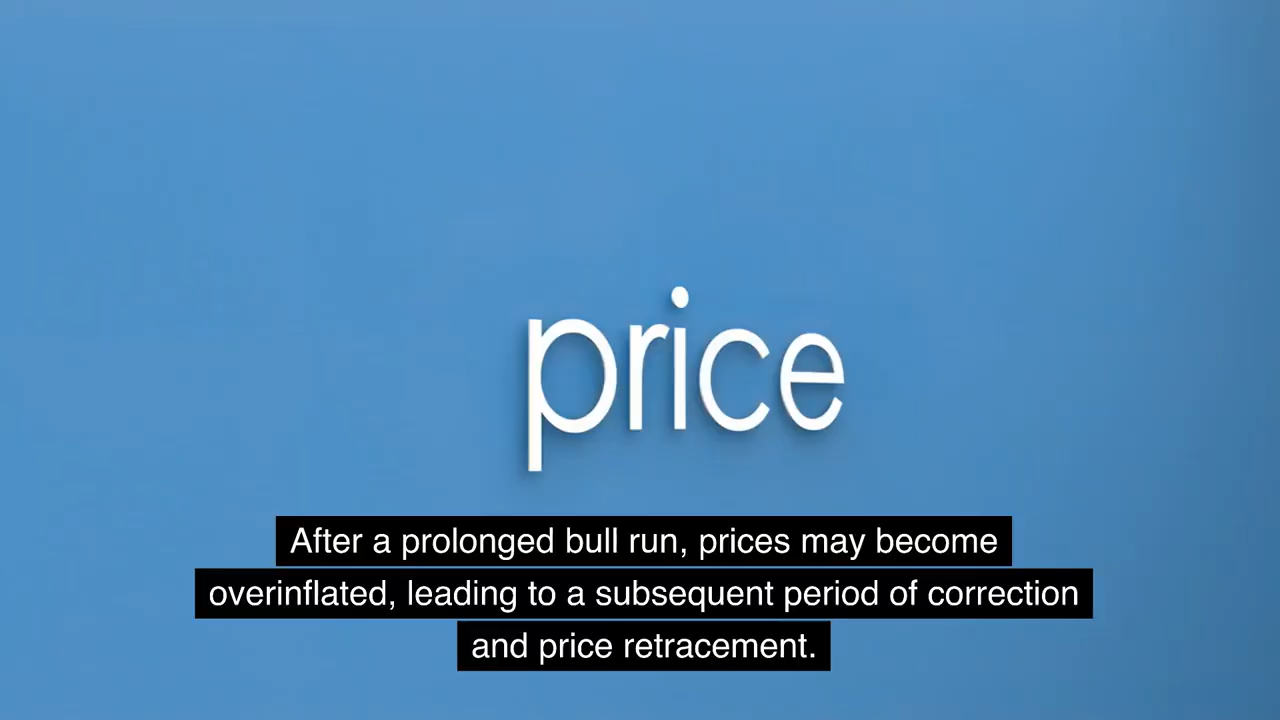 price
After a prolonged bull run, prices may become
overinflated, leading to a subsequent period of correction
and price retracement.